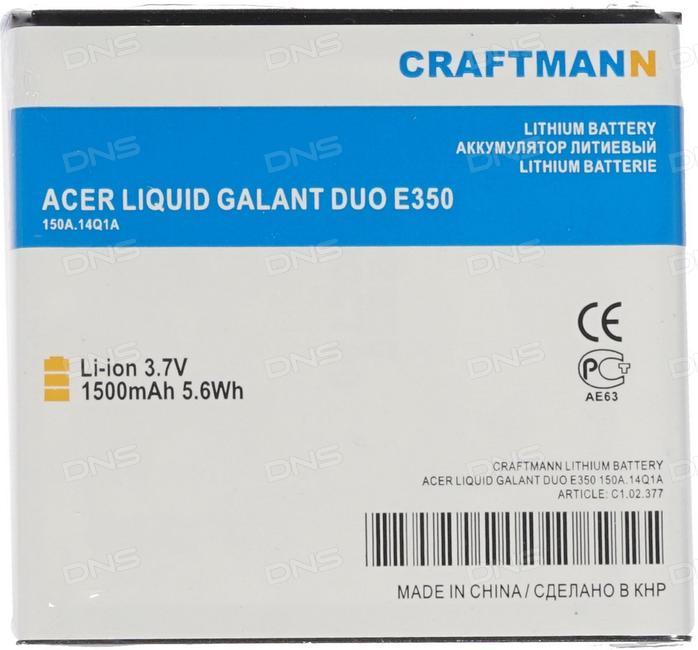 CRAFTMANN
LITHIUM BATTERY
АККУМУЛЯТОР ЛИТИЕВЫЙ
LITHIUM BATTERIE
ACER LIQUID GALANT DUO E350
150A.14Q1A
CE
Li-ion 3.7V
1500mAh 5.6Wh
РСТ
AE63
CRAFTMANN LITHIUM BATTERY
ACER LIQUID GALANT DUO E350 150A.14Q1A
ARTICLE: C1.02.377
MADE IN CHINA / СДЕЛАНО В КНР
DNS